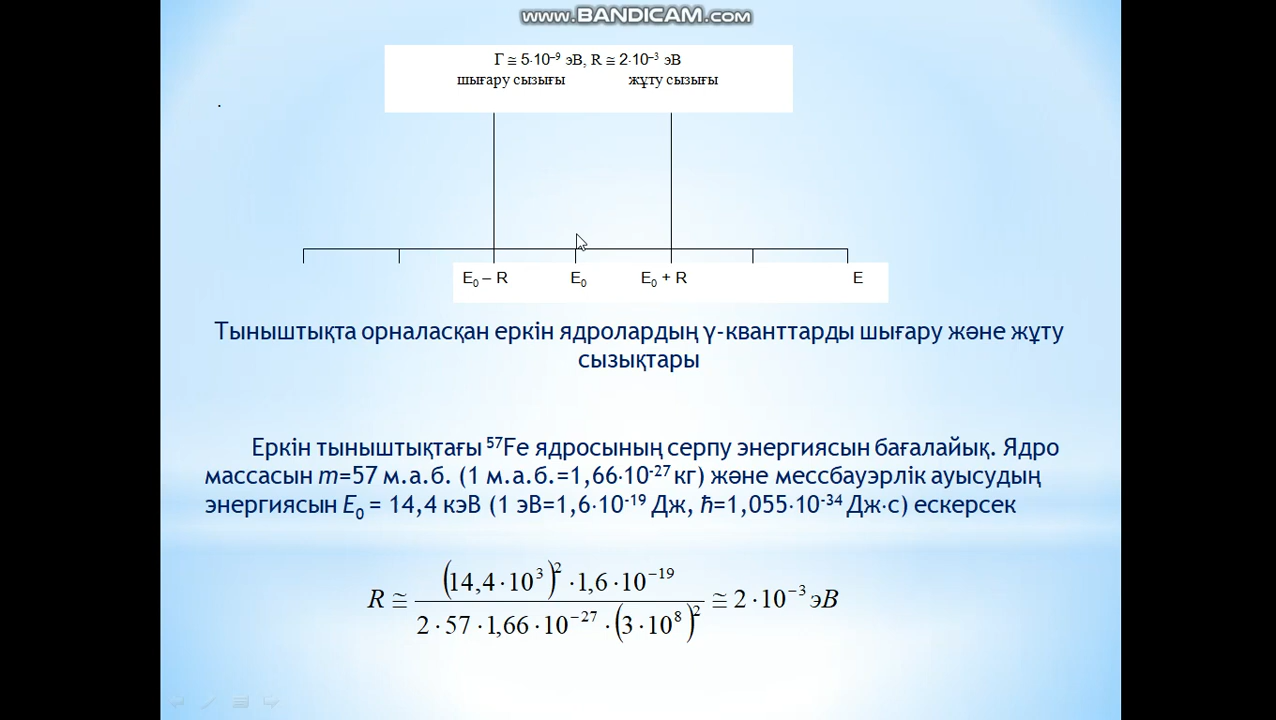 www.BANDICAM.com
Г ≅ 5·10⁻⁹ эВ, R ≅ 2·10⁻³ эВ
шығару сызығы жұту сызығы
E₀ – R E₀ E₀ + R E
Тыныштықта орналасқан еркін ядролардың γ-кванттарды шығару және жұту
сызықтары
Еркін тыныштықтағы ⁵⁷Fe ядросының серпу энергиясын бағалайық. Ядро
массасын m=57 м.а.б. (1 м.а.б.=1,66·10⁻²⁷ кг) және мессбауэрлік ауысудың
энергиясын E₀ = 14,4 кэВ (1 эВ=1,6·10⁻¹⁹ Дж, ħ=1,055·10⁻³⁴ Дж·с) ескерсек
R ≅ (14,4·10³)²·1,6·10⁻¹⁹ / 2·57·1,66·10⁻²⁷·(3·10⁸)² ≅ 2·10⁻³ эВ